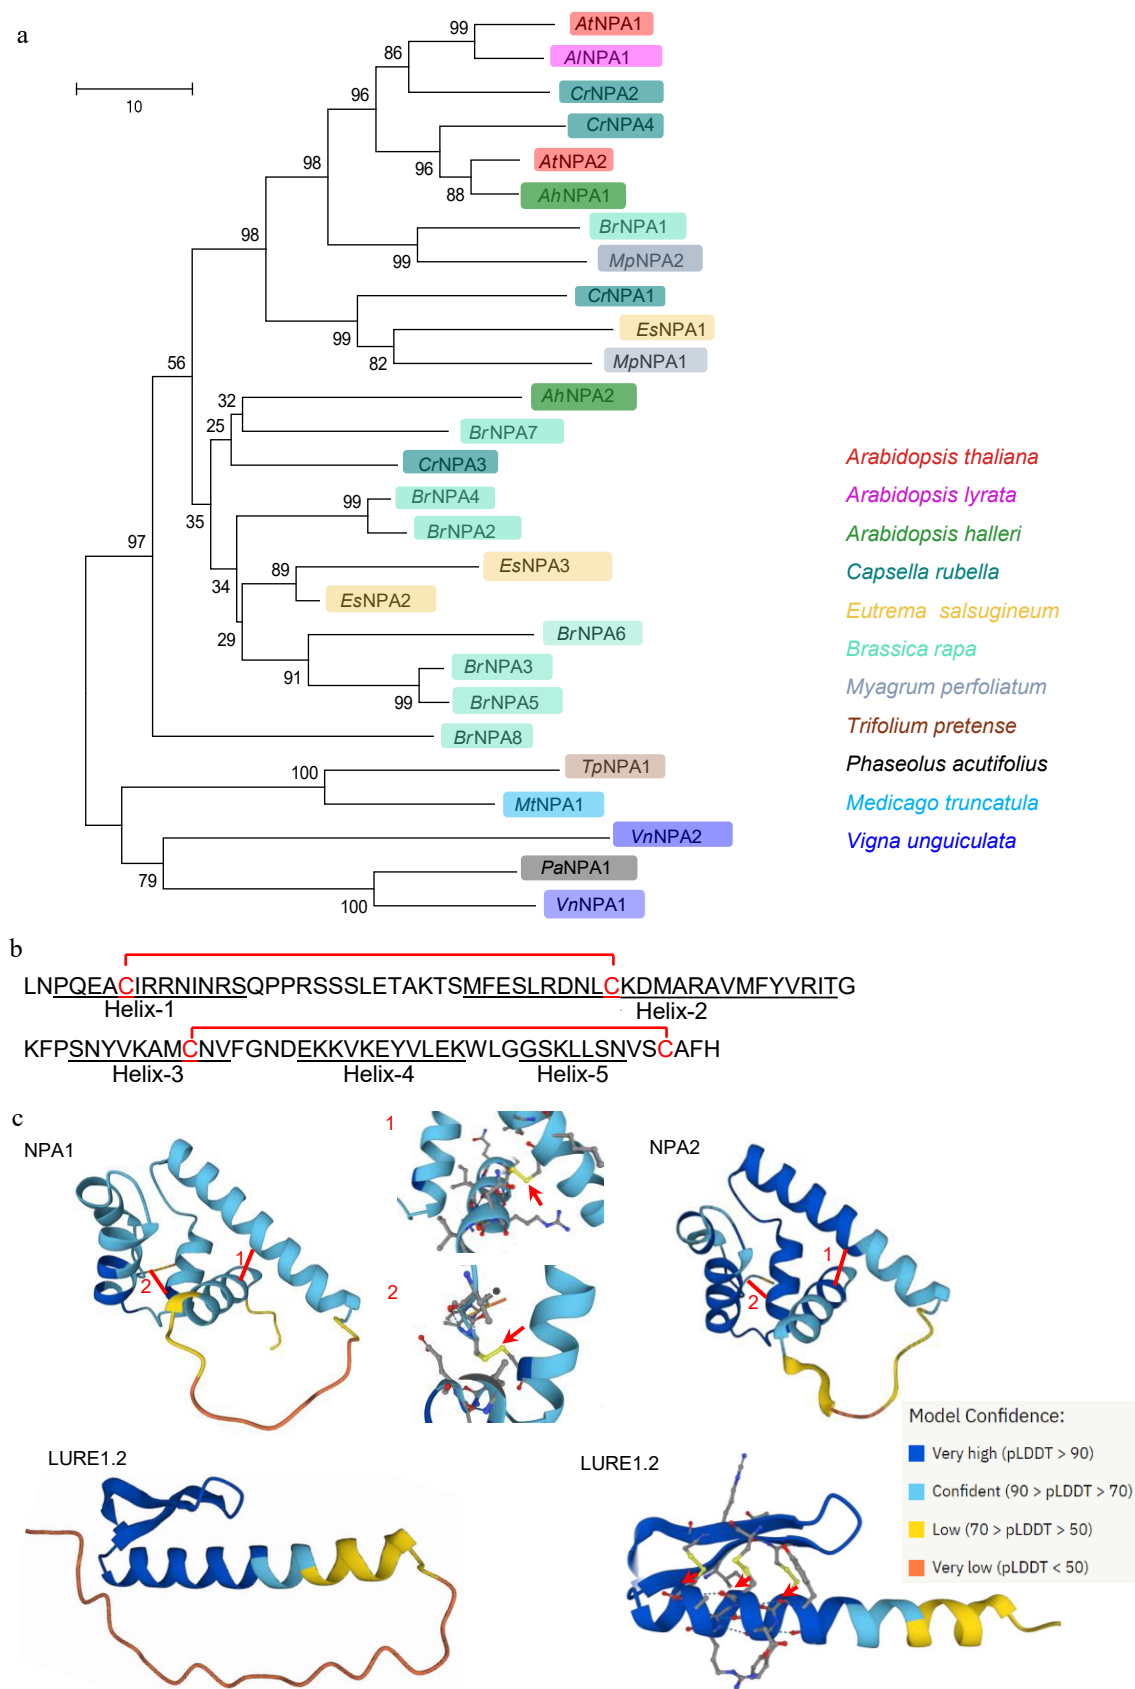 a
10
99
AtNPA1
AlNPA1
86
CrNPA2
96
CrNPA4
96
AtNPA2
88
AhNPA1
98
BrNPA1
99
MpNPA2
98
CrNPA1
99
EsNPA1
82
MpNPA1
56
32
AhNPA2
25
BrNPA7
CrNPA3
35
99
BrNPA4
BrNPA2
34
89
EsNPA3
EsNPA2
29
BrNPA6
91
BrNPA3
99
BrNPA5
97
BrNPA8
100
TpNPA1
MtNPA1
VnNPA2
79
PaNPA1
100
VnNPA1
Arabidopsis thaliana
Arabidopsis lyrata
Arabidopsis halleri
Capsella rubella
Eutrema salsugineum
Brassica rapa
Myagrum perfoliatum
Trifolium pretense
Phaseolus acutifolius
Medicago truncatula
Vigna unguiculata
b
LNPQEACIRRNINRSQPPRSSSLETAKTSMFESLRDNLCKDMARAVMFYVRITG
Helix-1 Helix-2
KFPSNYVKAMCNVFGNDEKKVKEYVLEKWLGGSKLLSNVSCAFH
Helix-3 Helix-4 Helix-5
c
NPA1
1
2
1
2
NPA2
1
2
LURE1.2
LURE1.2
Model Confidence:
Very high (pLDDT > 90)
Confident (90 > pLDDT > 70)
Low (70 > pLDDT > 50)
Very low (pLDDT < 50)